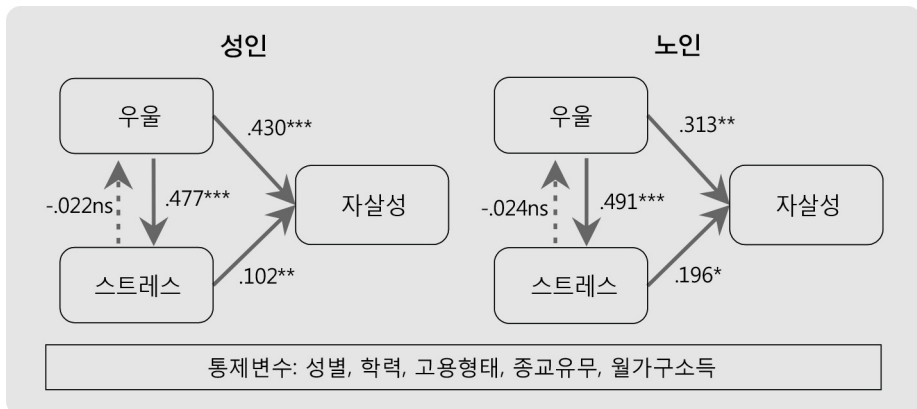 성인
우울
.430***
-.022ns
.477***
자살성
스트레스
.102**
노인
우울
.313**
-.024ns
.491***
자살성
스트레스
.196*
통제변수: 성별, 학력, 고용형태, 종교유무, 월가구소득